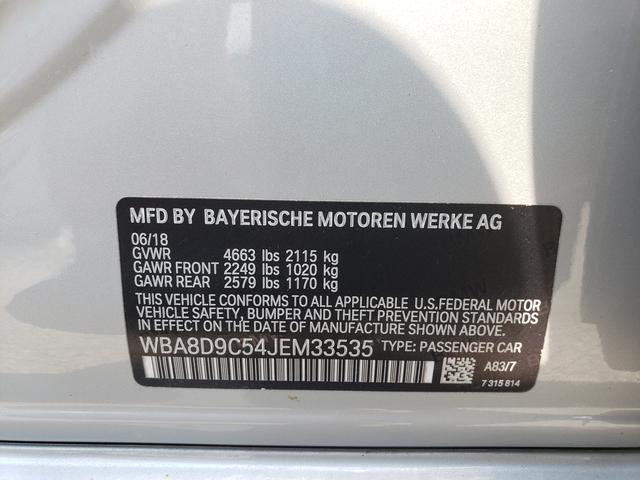 MFD BY BAYERISCHE MOTOREN WERKE AG
06/18
GVWR 4663 lbs 2115 kg
GAWR FRONT 2249 lbs 1020 kg
GAWR REAR 2579 lbs 1170 kg
THIS VEHICLE CONFORMS TO ALL APPLICABLE U.S.FEDERAL MOTOR
VEHICLE SAFETY, BUMPER AND THEFT PREVENTION STANDARDS
IN EFFECT ON THE DATE OF MANUFACTURE SHOWN ABOVE.
WBA8D9C54JEM33535 TYPE: PASSENGER CAR
A83/7
7 315 814